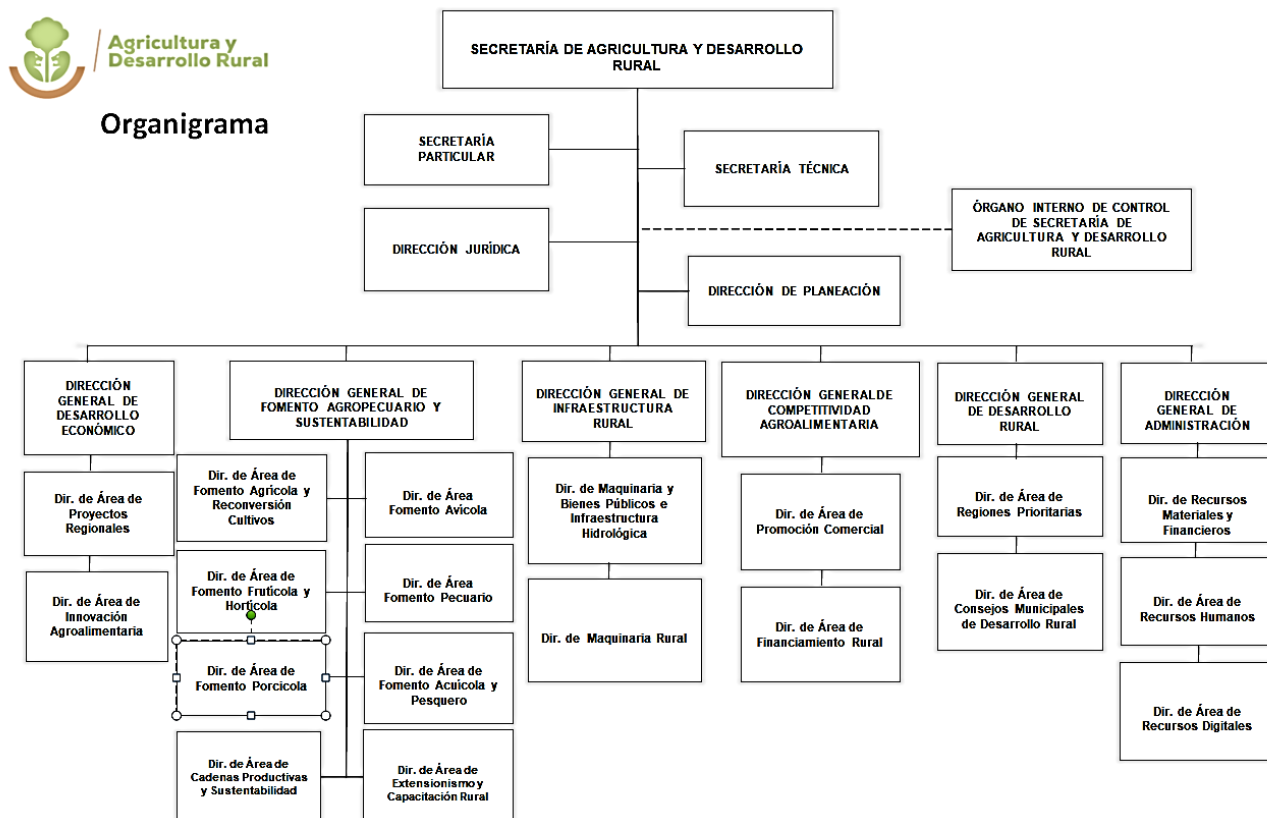 Agricultura y
Desarrollo Rural
Organigrama
SECRETARÍA DE AGRICULTURA Y DESARROLLO
RURAL
SECRETARÍA
PARTICULAR
SECRETARÍA TÉCNICA
ÓRGANO INTERNO DE CONTROL
DE SECRETARÍA DE
AGRICULTURA Y DESARROLLO
RURAL
DIRECCIÓN JURÍDICA
DIRECCIÓN DE PLANEACIÓN
DIRECCIÓN
GENERAL DE
DESARROLLO
ECONÓMICO
DIRECCIÓN GENERAL DE
FOMENTO AGROPECUARIO Y
SUSTENTABILIDAD
DIRECCIÓN GENERAL DE
INFRAESTRUCTURA
RURAL
DIRECCIÓN GENERALDE
COMPETITIVIDAD
AGROALIMENTARIA
DIRECCIÓN GENERAL
DE DESARROLLO
RURAL
DIRECCIÓN
GENERAL DE
ADMINISTRACIÓN
Dir. de Área de
Proyectos
Regionales
Dir. de Área de
Innovación
Agroalimentaria
Dir. de Área de
Fomento Agrícola y
Reconversión
Cultivos
Dir. de Área
Fomento Avícola
Dir. de Área de
Fomento Frutícola y
Hortícola
Dir. de Área
Fomento Pecuario
Dir. de Área de
Fomento Porcicola
Dir. de Área de
Fomento Acuícola y
Pesquero
Dir. de Área de
Cadenas Productivas
y Sustentabilidad
Dir. de Área de
Extensionismo y
Capacitación Rural
Dir. de Maquinaria y
Bienes Públicos e
Infraestructura
Hidrológica
Dir. de Maquinaria Rural
Dir. de Área de
Promoción Comercial
Dir. de Área de
Financiamiento Rural
Dir. de Área de
Regiones Prioritarias
Dir. de Área de
Consejos Municipales
de Desarrollo Rural
Dir. de Recursos
Materiales y
Financieros
Dir. de Área de
Recursos Humanos
Dir. de Área de
Recursos Digitales